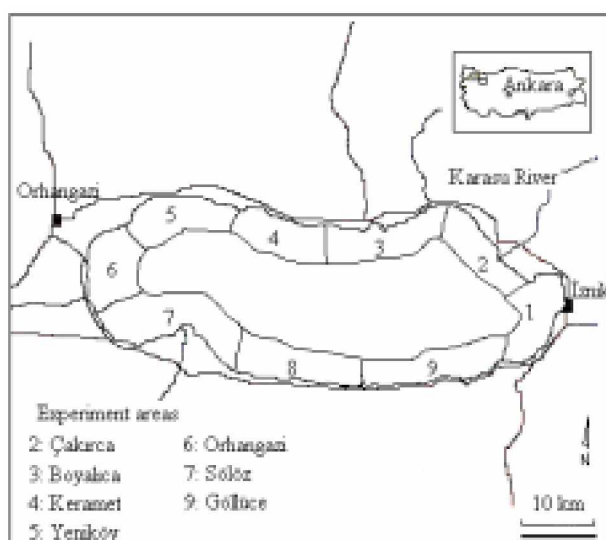 Ankara
Karasu River
Orhangazi
İznik
5
4
3
2
6
1
7
8
9
Experiment areas
2: Çakırca 6: Orhangazi
3: Boyalıca 7: Sölöz
4: Keramet 9: Göllüce
5: Yeniköy
N
10 km